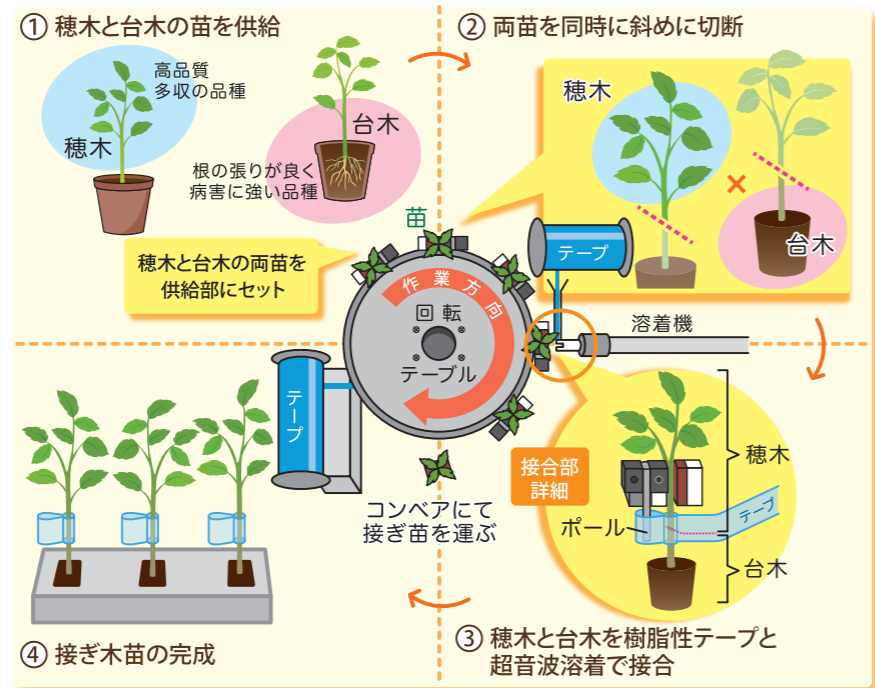 ① 穂木と台木の苗を供給
高品質
多収の品種
穂木
台木
根の張りが良く
病害に強い品種
② 両苗を同時に斜めに切断
穂木
台木
苗
穂木と台木の両苗を
供給部にセット
テープ
作業方向
回転
テーブル
溶着機
テープ
コンベアにて
接ぎ苗を運ぶ
接合部
詳細
穂木
テープ
ポール
台木
③ 穂木と台木を樹脂性テープと
超音波溶着で接合
④ 接ぎ木苗の完成